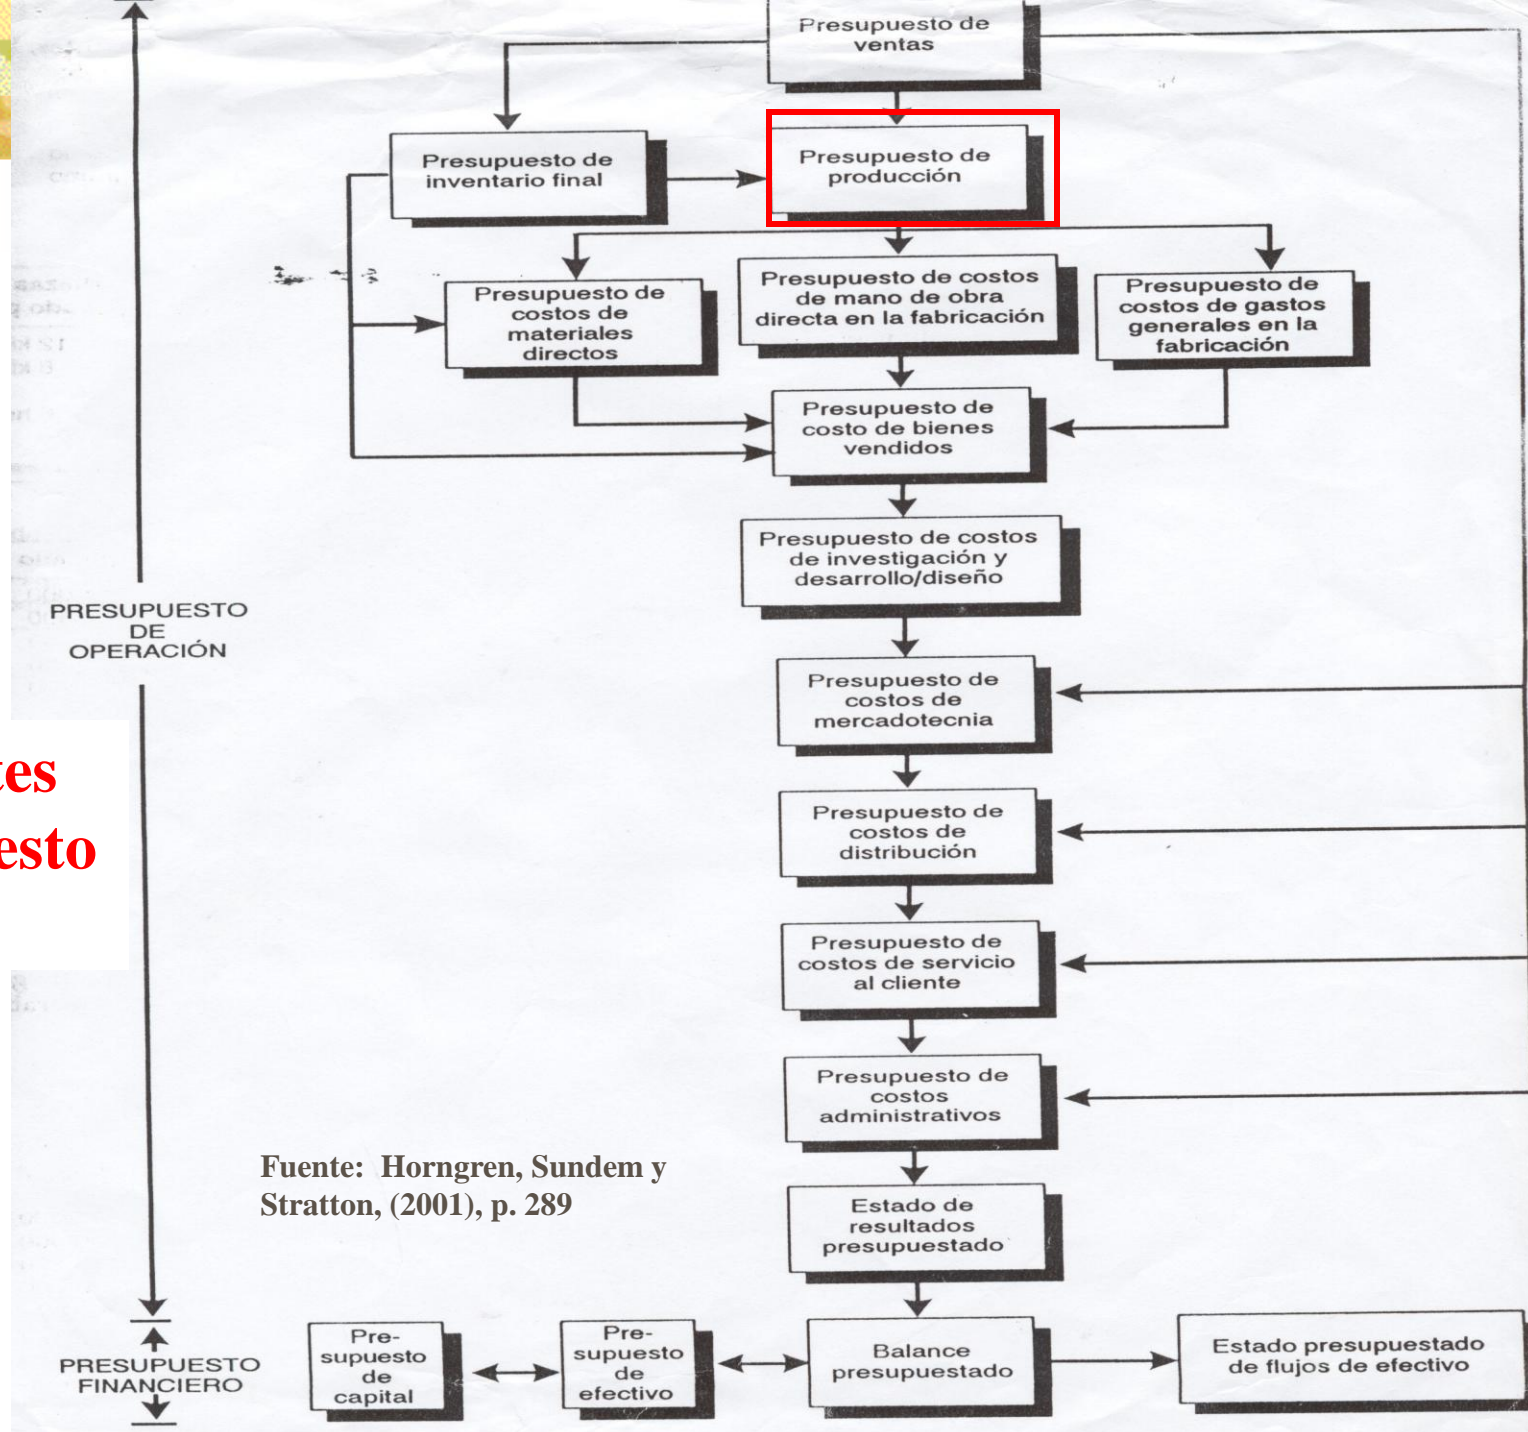 Presupuesto de
ventas
Presupuesto de
inventario final
Presupuesto de
producción
Presupuesto de
costos de
materiales
directos
Presupuesto de costos
de mano de obra
directa en la fabricación
Presupuesto de
costos de gastos
generales en la
fabricación
Presupuesto de
costo de bienes
vendidos
Presupuesto de costos
de investigación y
desarrollo/diseño
PRESUPUESTO
DE
OPERACIÓN
Presupuesto de
costos de
mercadotecnia
tes
esto
Presupuesto de
costos de
distribución
Presupuesto de
costos de servicio
al cliente
Presupuesto de
costos
administrativos
Fuente: Horngren, Sundem y
Stratton, (2001), p. 289
Estado de
resultados
presupuestado
PRESUPUESTO
FINANCIERO
Pre-
supuesto
de
capital
Pre-
supuesto
de
efectivo
Balance
presupuestado
Estado presupuestado
de flujos de efectivo